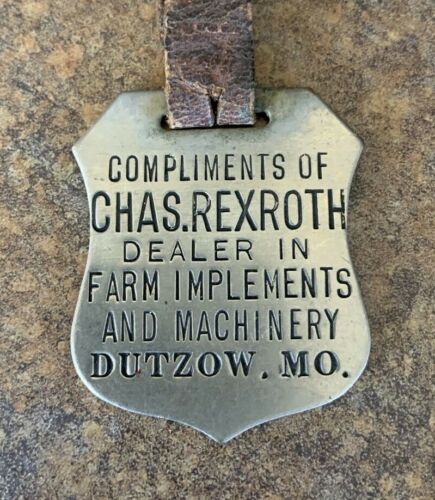 COMPLIMENTS OF
CHAS. REXROTH
DEALER IN
FARM IMPLEMENTS
AND MACHINERY
DUTZOW. MO.